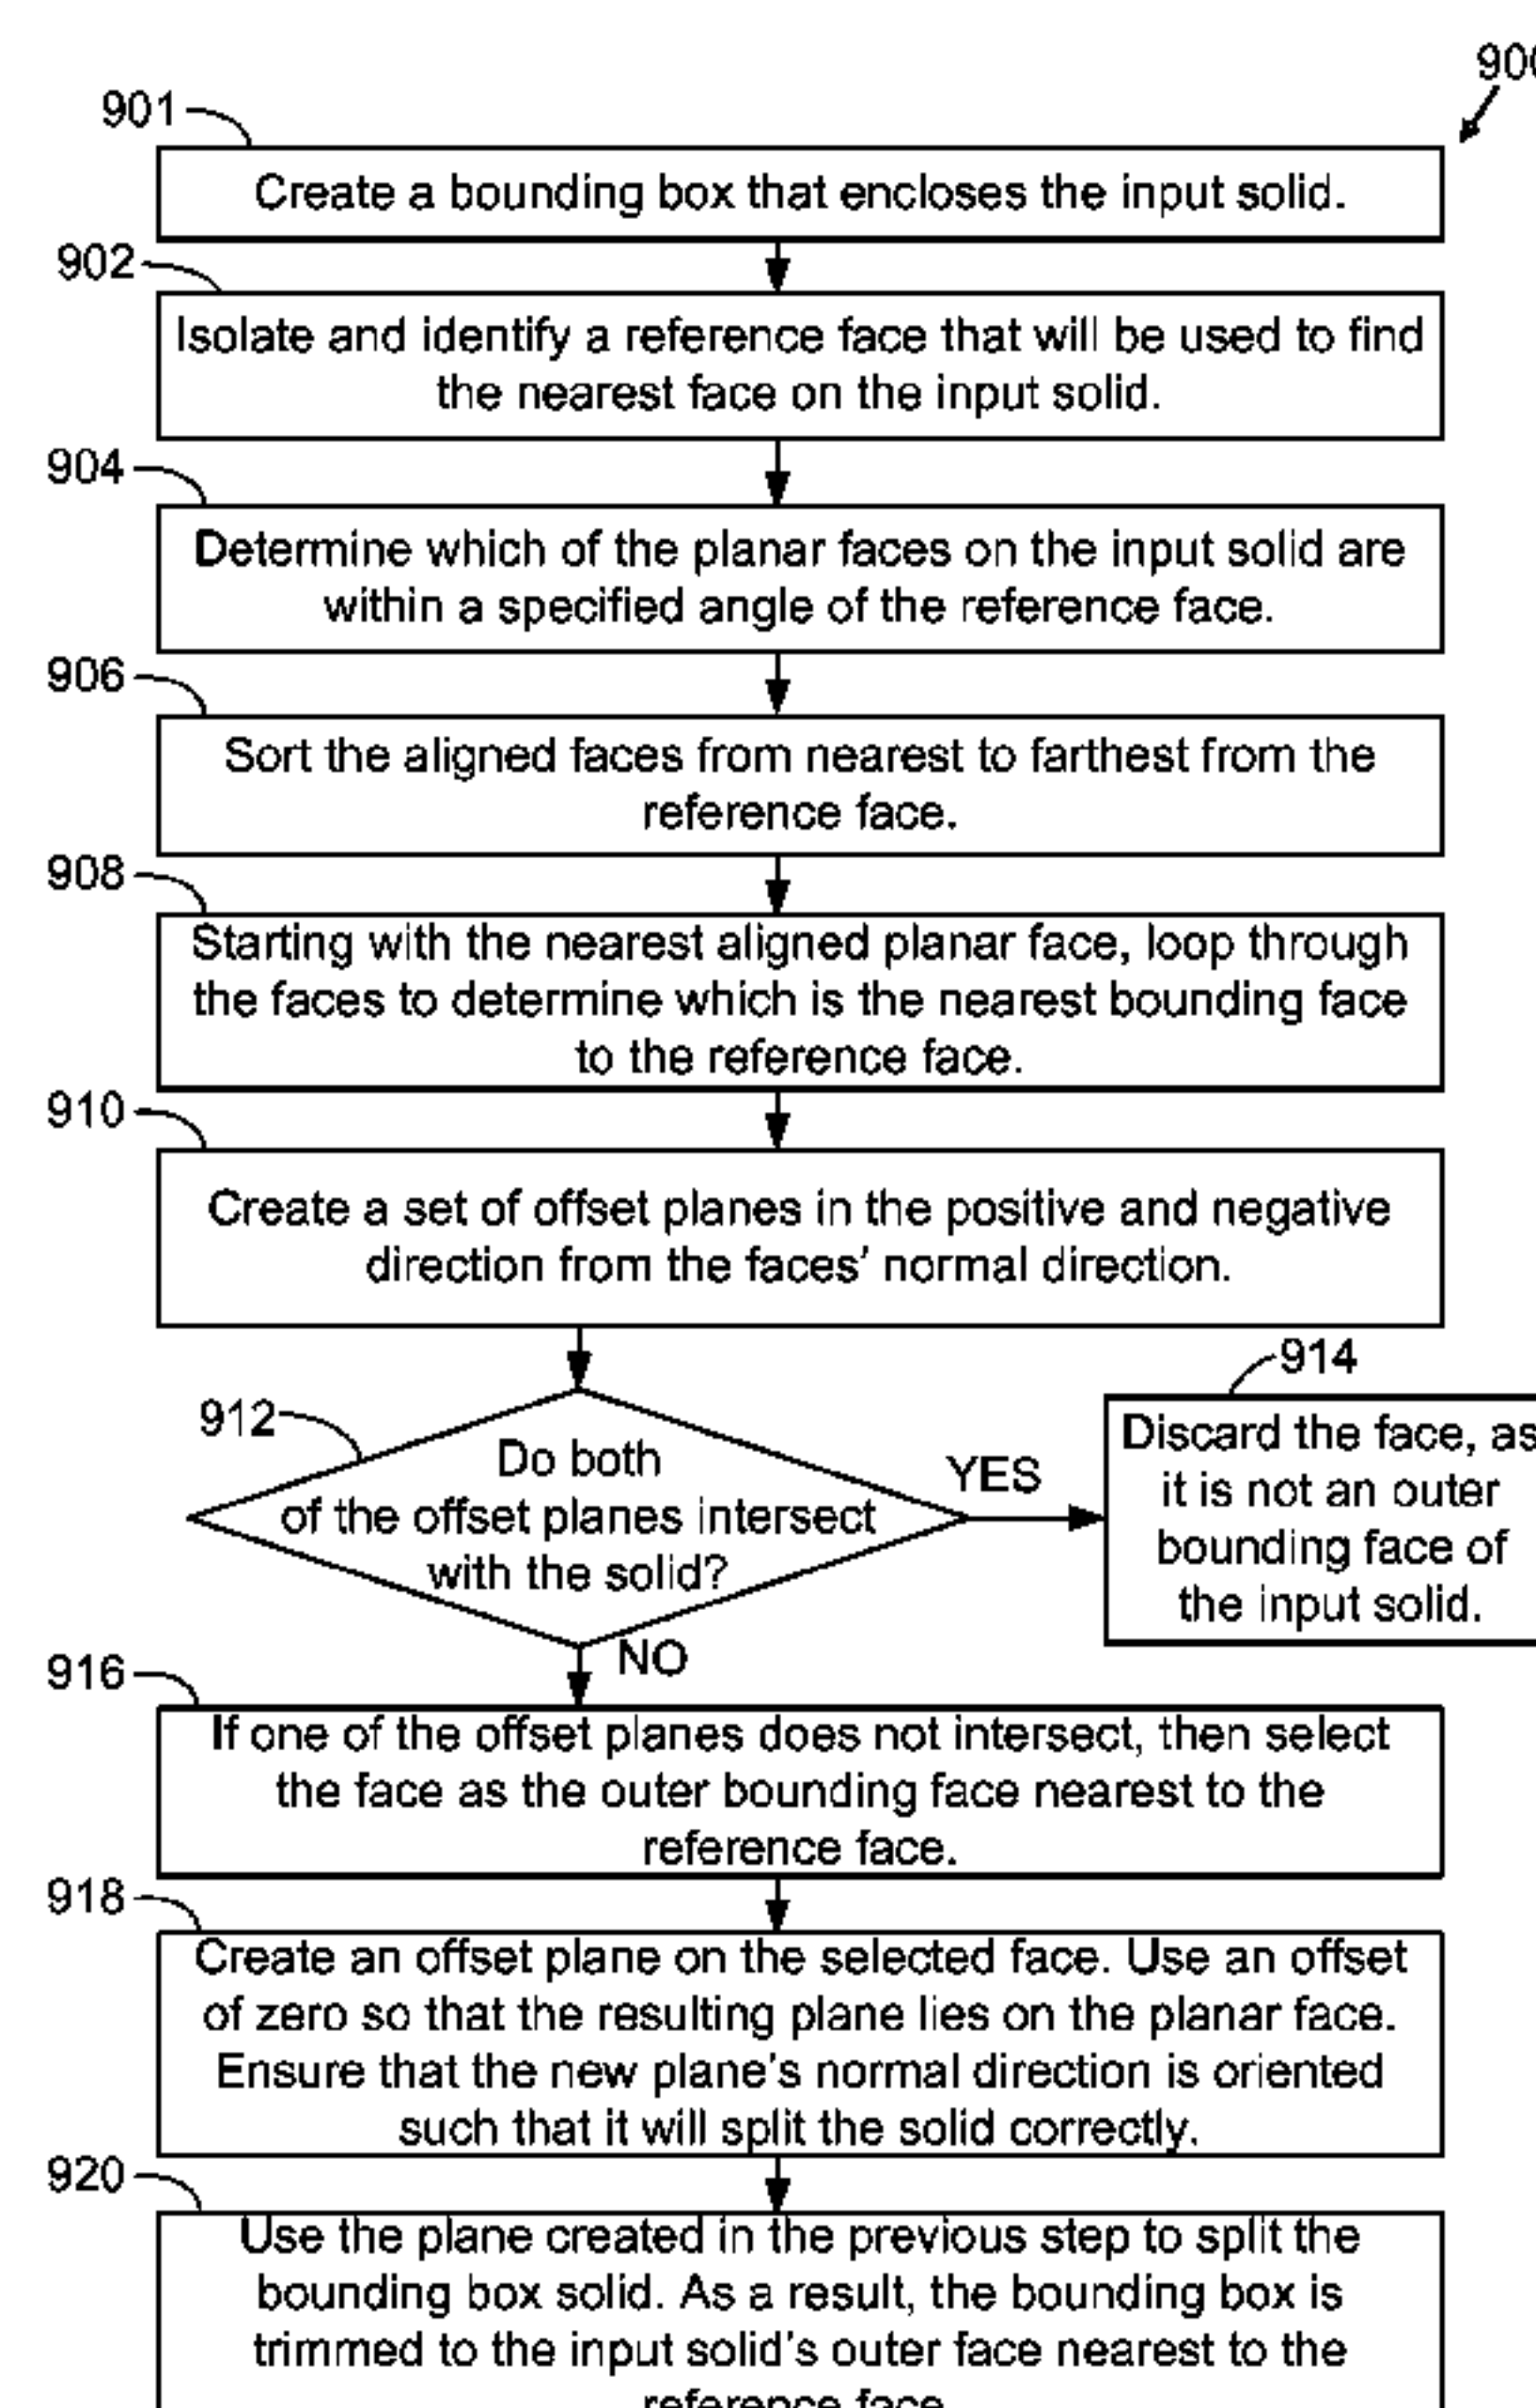 900
901
Create a bounding box that encloses the input solid.
902
Isolate and identify a reference face that will be used to find
the nearest face on the input solid.
904
Determine which of the planar faces on the input solid are
within a specified angle of the reference face.
906
Sort the aligned faces from nearest to farthest from the
reference face.
908
Starting with the nearest aligned planar face, loop through
the faces to determine which is the nearest bounding face
to the reference face.
910
Create a set of offset planes in the positive and negative
direction from the faces' normal direction.
912
Do both
of the offset planes intersect
with the solid?
YES
914
Discard the face, as
it is not an outer
bounding face of
the input solid.
NO
916
If one of the offset planes does not intersect, then select
the face as the outer bounding face nearest to the
reference face.
918
Create an offset plane on the selected face. Use an offset
of zero so that the resulting plane lies on the planar face.
Ensure that the new plane's normal direction is oriented
such that it will split the solid correctly.
920
Use the plane created in the previous step to split the
bounding box solid. As a result, the bounding box is
trimmed to the input solid's outer face nearest to the
reference face